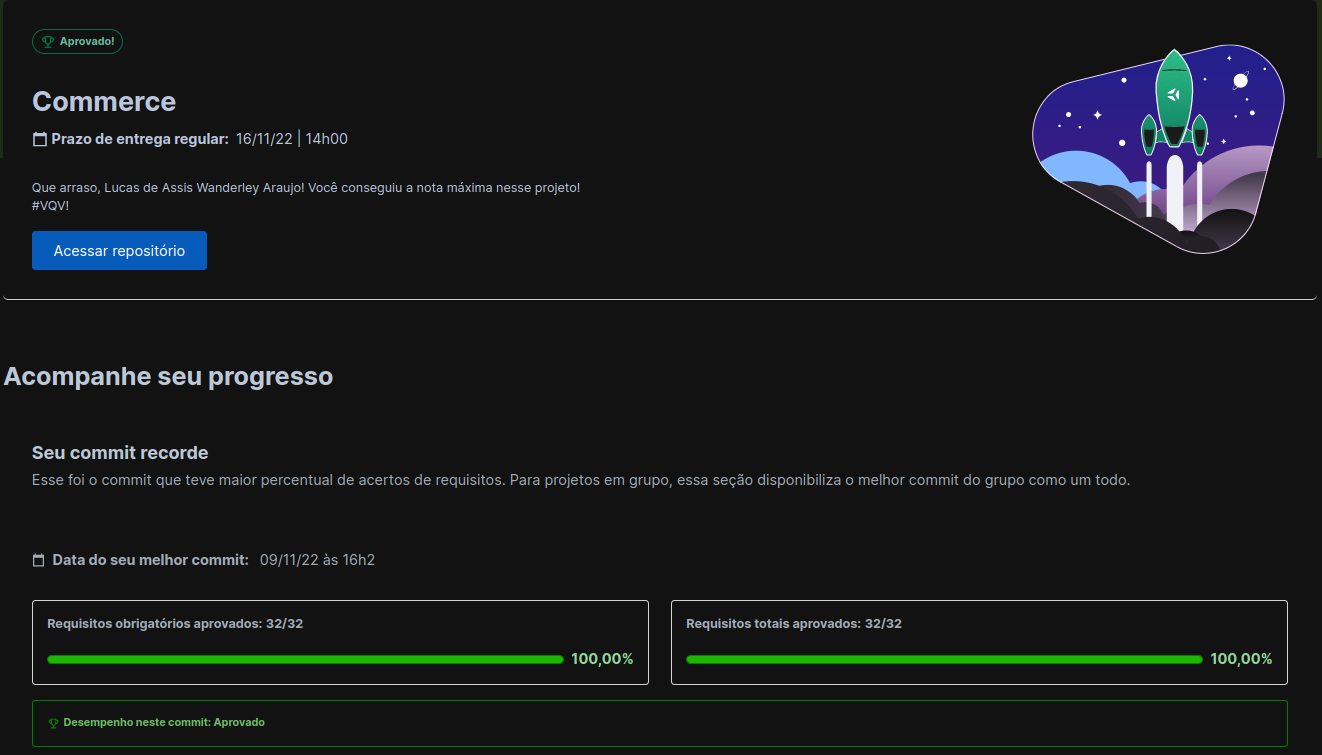 Aprovado!
Commerce
Prazo de entrega regular: 16/11/22 | 14h00
Que arraso, Lucas de Assis Wanderley Araujo! Você conseguiu a nota máxima nesse projeto!
#VQV!
Acessar repositório
Acompanhe seu progresso
Seu commit recorde
Esse foi o commit que teve maior percentual de acertos de requisitos. Para projetos em grupo, essa seção disponibiliza o melhor commit do grupo como um todo.
Data do seu melhor commit: 09/11/22 às 16h2
Requisitos obrigatórios aprovados: 32/32
100,00%
Requisitos totais aprovados: 32/32
100,00%
Desempenho neste commit: Aprovado